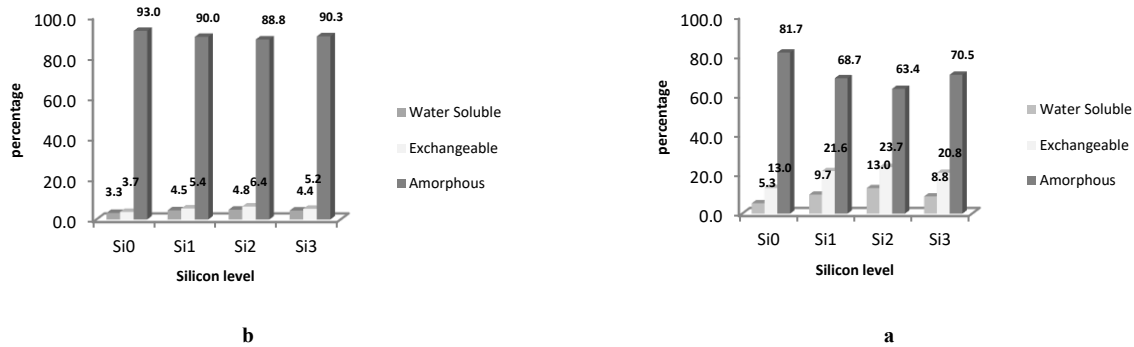 100.0
80.0
60.0
40.0
20.0
0.0
percentage
93.0
90.0
88.8
90.3
3.3
3.7
4.5
5.4
4.8
6.4
4.4
5.2
Si0
Si1
Si2
Si3
Silicon level
Water Soluble
Exchangeable
Amorphous
b
100.0
80.0
60.0
40.0
20.0
0.0
percentage
81.7
68.7
63.4
70.5
5.3
13.0
9.7
21.6
13.0
23.7
8.8
20.8
Si0
Si1
Si2
Si3
Silicon level
Water Soluble
Exchangeable
Amorphous
a